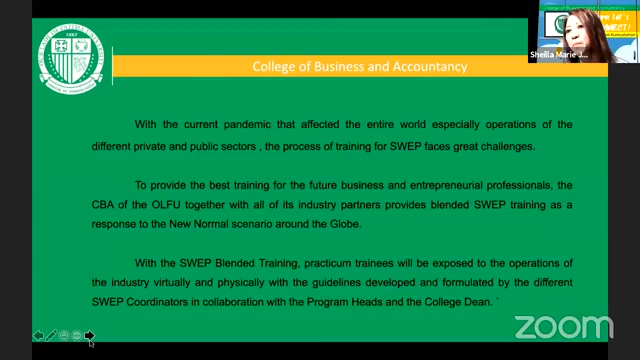 College of Business and Accountancy
With the current pandemic that affected the entire world especially operations of the
different private and public sectors , the process of training for SWEP faces great challenges.
To provide the best training for the future business and entrepreneurial professionals, the
CBA of the OLFU together with all of its industry partners provides blended SWEP training as a
response to the New Normal scenario around the Globe.
With the SWEP Blended Training, practicum trainees will be exposed to the operations of
the industry virtually and physically with the guidelines developed and formulated by the different
SWEP Coordinators in collaboration with the Program Heads and the College Dean. `
1967
Sheilla Marie J...
zoom